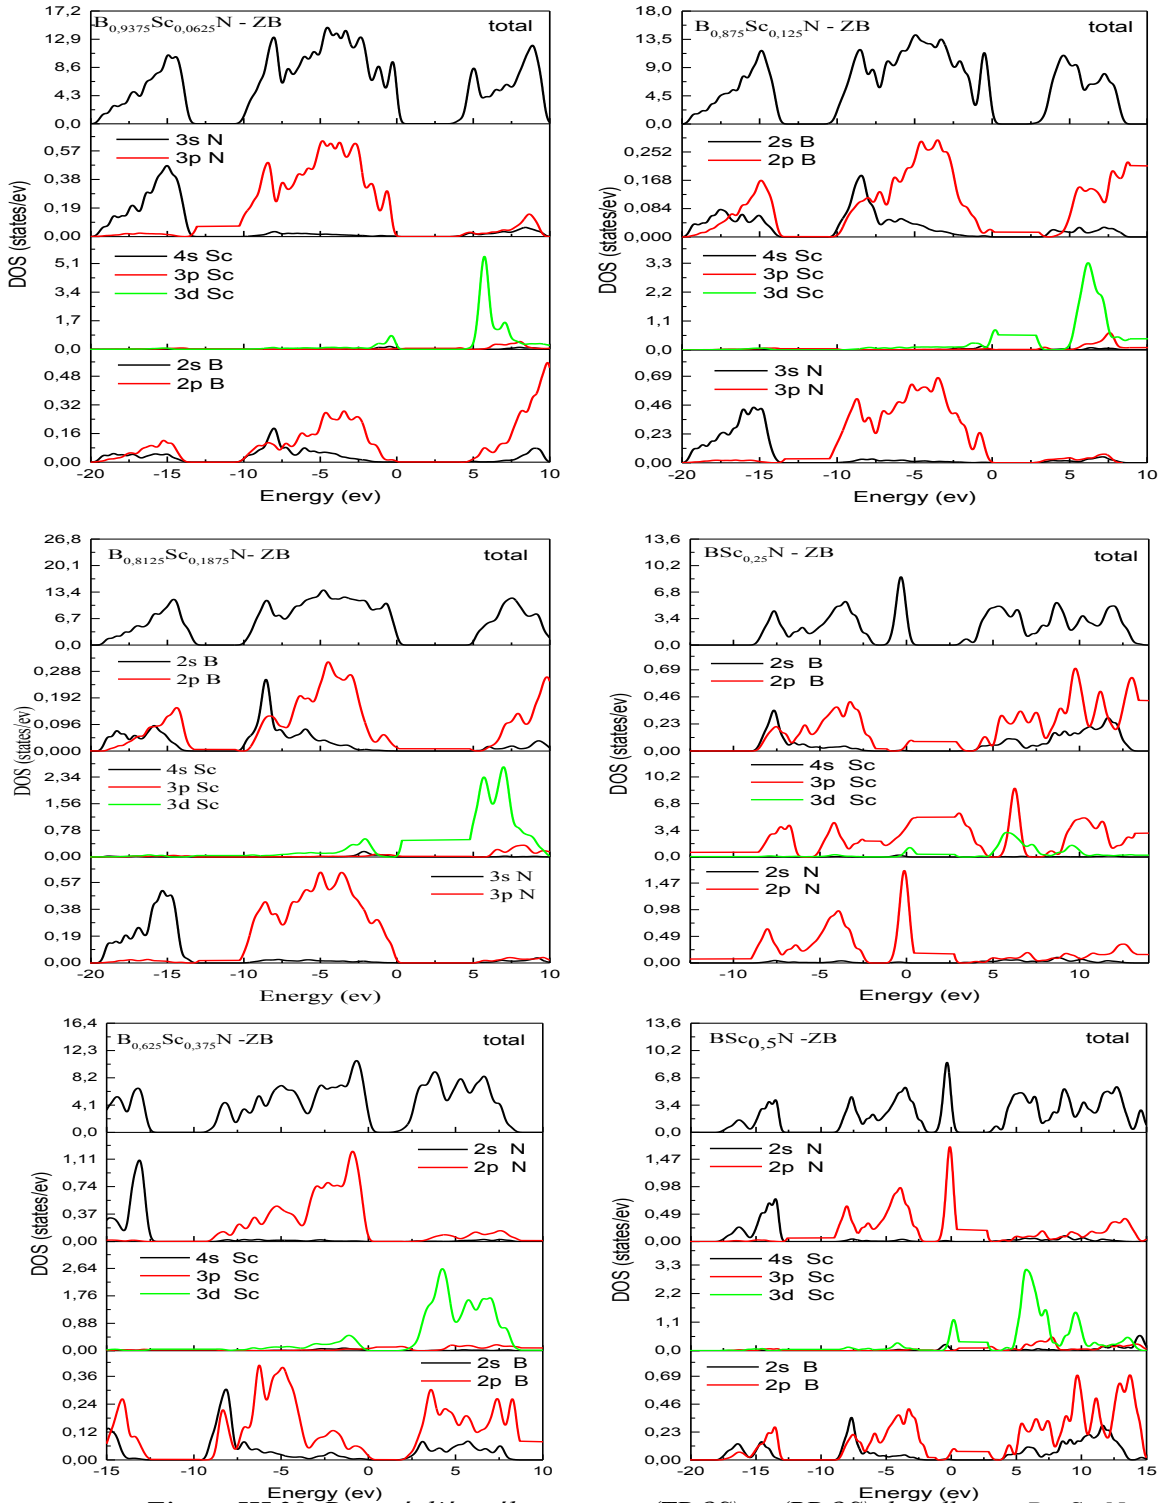 B0,9375Sc0,0625N - ZB
total
17,2
12,9
8,6
4,3
0,0
3s N
3p N
0,57
0,38
0,19
0,00
4s Sc
3p Sc
3d Sc
5,1
3,4
1,7
0,0
2s B
2p B
0,48
0,32
0,16
0,00
-20 -15 -10 -5 0 5 10
Energy (ev)
DOS (states/ev)
B0,875Sc0,125N - ZB
total
18,0
13,5
9,0
4,5
0,0
2s B
2p B
0,252
0,168
0,084
0,000
4s Sc
3p Sc
3d Sc
3,3
2,2
1,1
0,0
3s N
3p N
0,69
0,46
0,23
0,00
-20 -15 -10 -5 0 5 10
Energy (ev)
DOS (states/ev)
B0,8125Sc0,1875N- ZB
total
26,8
20,1
13,4
6,7
0,0
2s B
2p B
0,288
0,192
0,096
0,000
4s Sc
3p Sc
3d Sc
2,34
1,56
0,78
0,00
3s N
3p N
0,57
0,38
0,19
0,00
-20 -15 -10 -5 0 5 10
Energy (ev)
DOS (states/ev)
BSc0,25N - ZB
total
13,6
10,2
6,8
3,4
0,0
2s B
2p B
0,69
0,46
0,23
0,00
4s Sc
3p Sc
3d Sc
10,2
6,8
3,4
0,0
2s N
2p N
1,47
0,98
0,49
0,00
-10 -5 0 5 10
Energy (ev)
DOS (states/ev)
B0,625Sc0,375N -ZB
total
16,4
12,3
8,2
4,1
0,0
2s N
2p N
1,11
0,74
0,37
0,00
4s Sc
3p Sc
3d Sc
2,64
1,76
0,88
0,00
2s B
2p B
0,36
0,24
0,12
0,00
-15 -10 -5 0 5 10
Energy (ev)
DOS (states/ev)
BSc0,5N -ZB
total
13,6
10,2
6,8
3,4
0,0
2s N
2p N
1,47
0,98
0,49
0,00
4s Sc
3p Sc
3d Sc
3,3
2,2
1,1
0,0
2s B
2p B
0,69
0,46
0,23
0,00
-20 -15 -10 -5 0 5 10 15
Energy (ev)
DOS (states/ev)